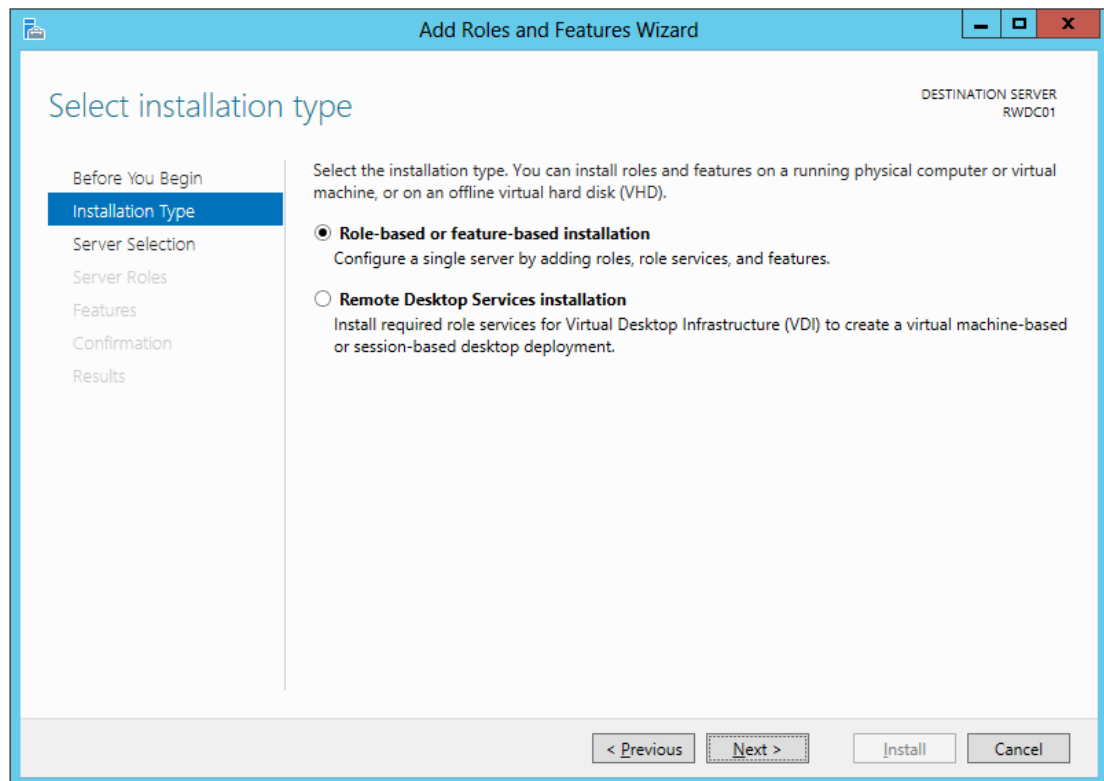 Add Roles and Features Wizard
Select installation type
DESTINATION SERVER
RWDC01
Before You Begin
Installation Type
Server Selection
Server Roles
Features
Confirmation
Results
Select the installation type. You can install roles and features on a running physical computer or virtual
machine, or on an offline virtual hard disk (VHD).
Role-based or feature-based installation
Configure a single server by adding roles, role services, and features.
Remote Desktop Services installation
Install required role services for Virtual Desktop Infrastructure (VDI) to create a virtual machine-based
or session-based desktop deployment.
< Previous
Next >
Install
Cancel